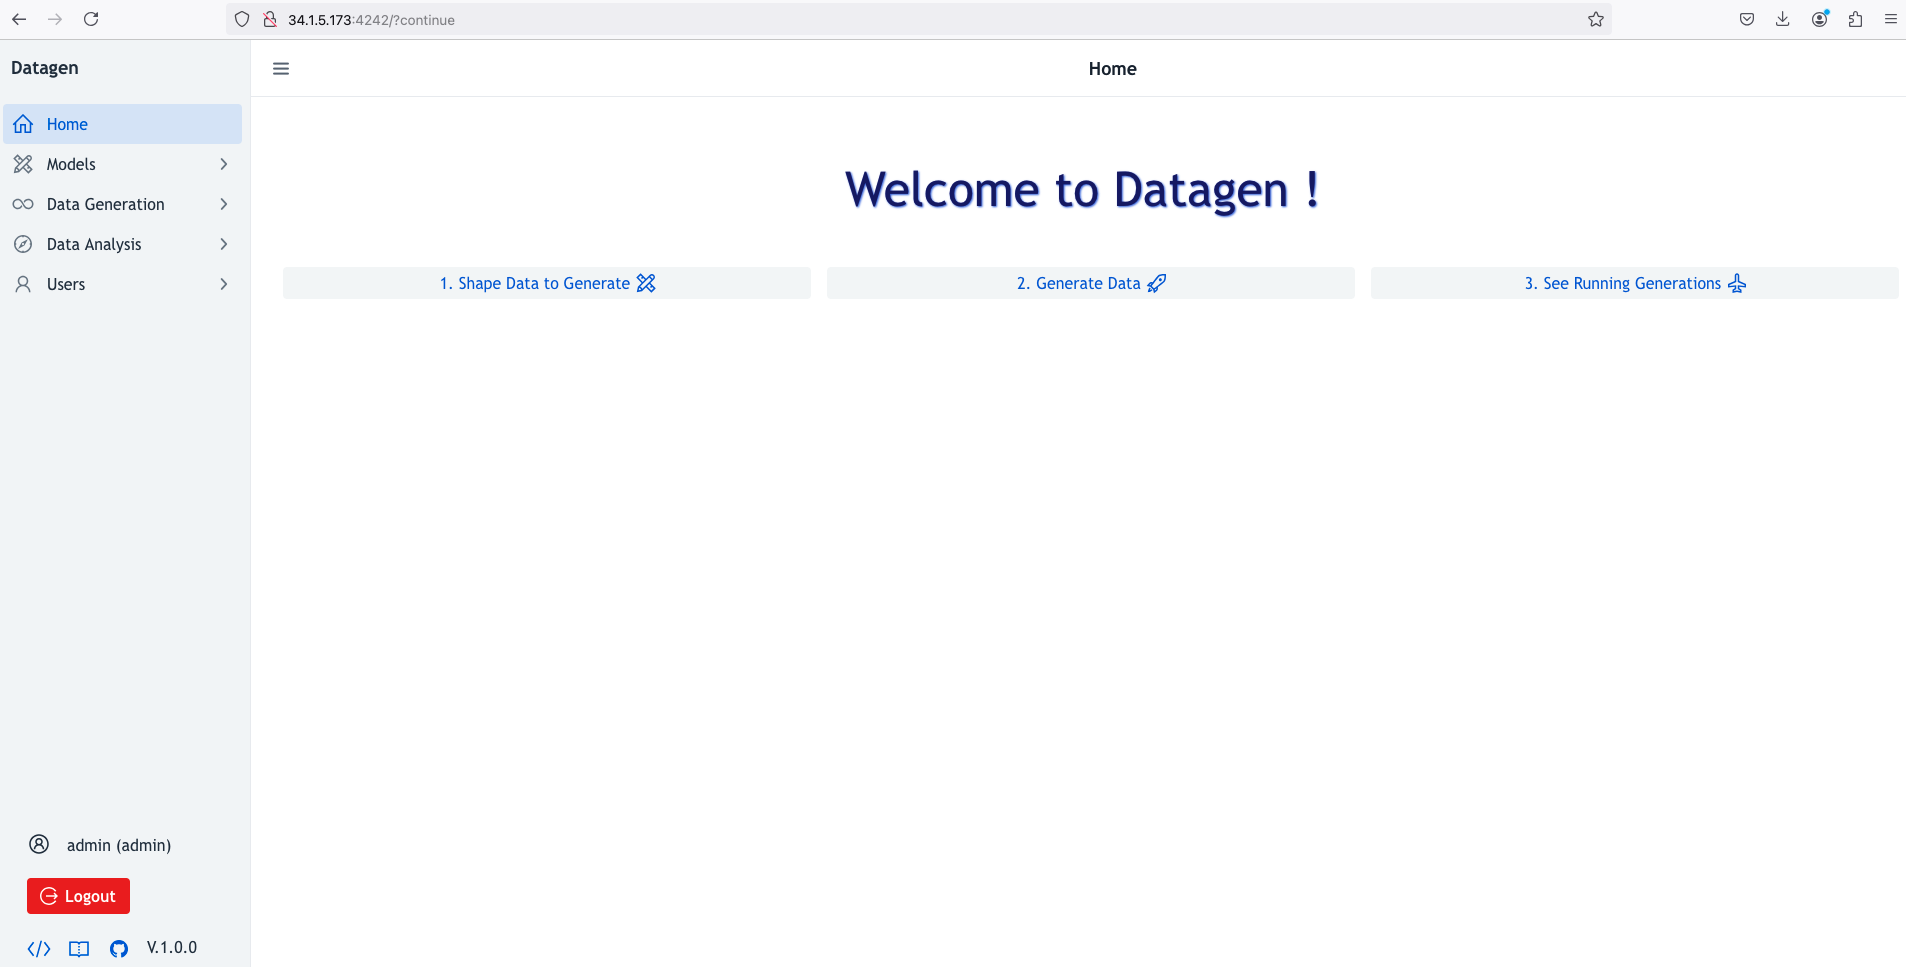 34.1.5.173:4242/?continue
Datagen
Home
Home
Models
Data Generation
Data Analysis
Users
Welcome to Datagen !
1. Shape Data to Generate
2. Generate Data
3. See Running Generations
admin (admin)
Logout
V.1.0.0